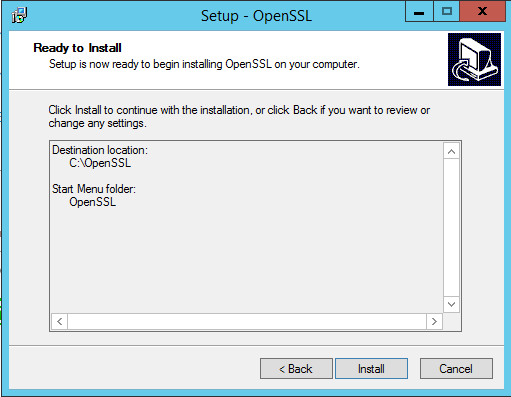 Setup - OpenSSL
Ready to Install
Setup is now ready to begin installing OpenSSL on your computer.
Click Install to continue with the installation, or click Back if you want to review or
change any settings.
Destination location:
C:\OpenSSL
Start Menu folder:
OpenSSL
< Back
Install
Cancel